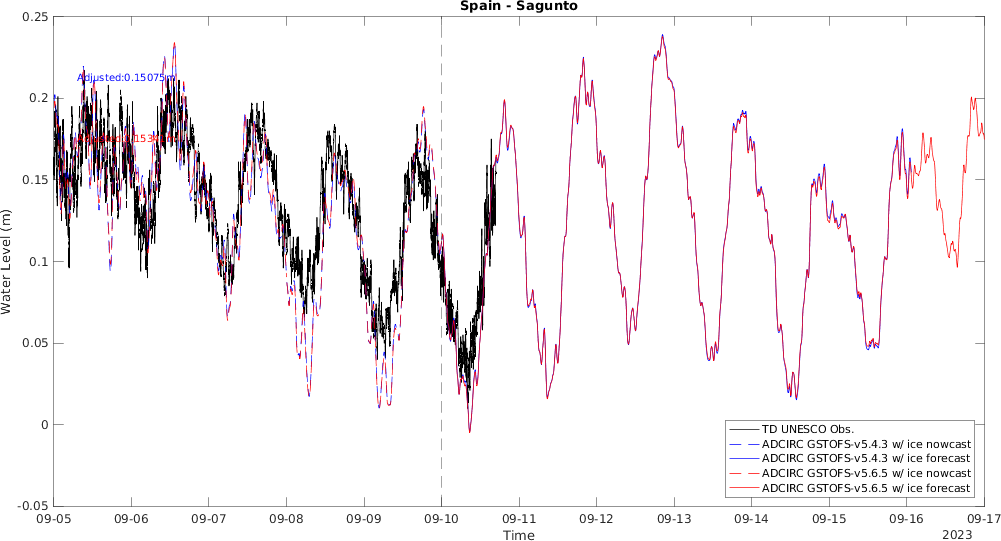 Spain - Sagunto
0.25
0.2
0.15
0.1
0.05
0
-0.05
Water Level (m)
Adjusted:0.15075m
TD UNESCO Obs.
ADCIRC GSTOFS-v5.4.3 w/ ice nowcast
ADCIRC GSTOFS-v5.4.3 w/ ice forecast
ADCIRC GSTOFS-v5.6.5 w/ ice nowcast
ADCIRC GSTOFS-v5.6.5 w/ ice forecast
09-05 09-06 09-07 09-08 09-09 09-10 09-11 09-12 09-13 09-14 09-15 09-16 09-17
Time
2023